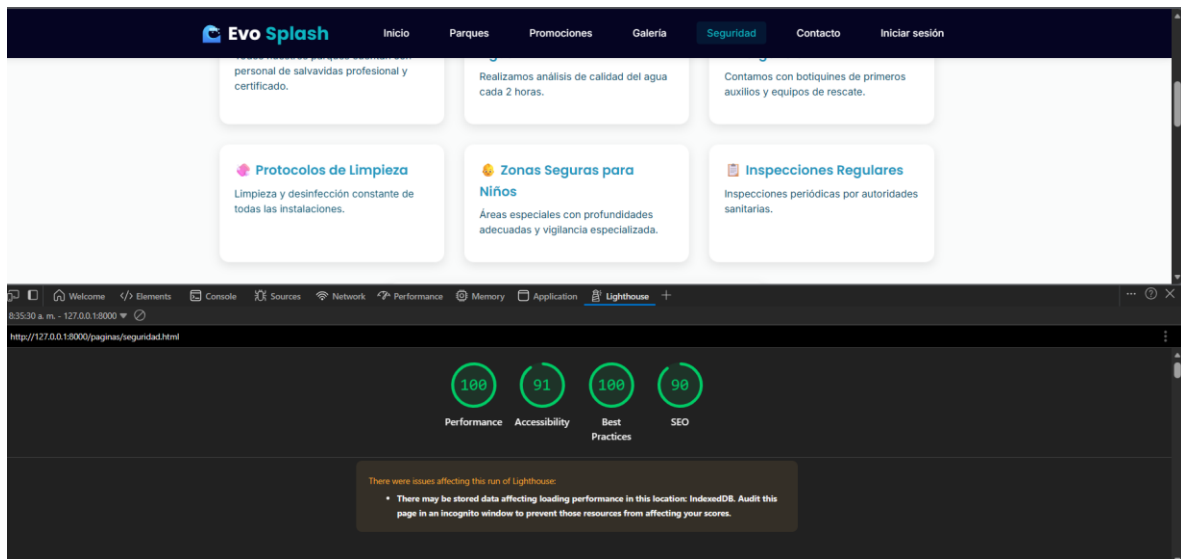 Evo Splash Inicio Parques Promociones Galería Seguridad Contacto Iniciar sesión
personal de salvavidas profesional y
certificado.
Realizamos análisis de calidad del agua
cada 2 horas.
Contamos con botiquines de primeros
auxilios y equipos de rescate.
Protocolos de Limpieza
Limpieza y desinfección constante de
todas las instalaciones.
Zonas Seguras para
Niños
Áreas especiales con profundidades
adecuadas y vigilancia especializada.
Inspecciones Regulares
Inspecciones periódicas por autoridades
sanitarias.
Welcome Elements Console Sources Network Performance Memory Application Lighthouse
8:35:30 a. m. - 127.0.0.1:8000
http://127.0.0.1:8000/paginas/seguridad.html
100 91 100 90
Performance Accessibility Best SEO
Practices
There were issues affecting this run of Lighthouse:
• There may be stored data affecting loading performance in this location: IndexedDB. Audit this
page in an incognito window to prevent those resources from affecting your scores.